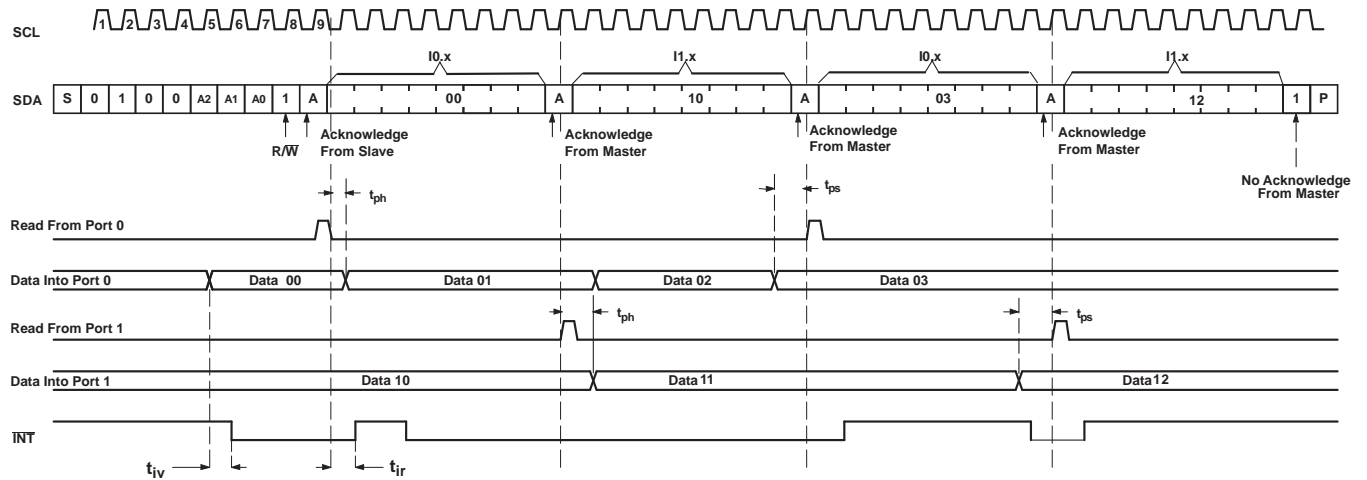 SCL 1 2 3 4 5 6 7 8 9
I0.x I1.x I0.x I1.x
SDA S 0 1 0 0 A2 A1 A0 1 A 00 A 10 A 03 A 12 1 P
R/W
Acknowledge
From Slave
Acknowledge
From Master
Acknowledge
From Master
Acknowledge
From Master
No Acknowledge
From Master
tph tps
Read From Port 0
Data Into Port 0 Data 00 Data 01 Data 02 Data 03
tph tps
Read From Port 1
Data Into Port 1 Data 10 Data 11 Data 12
INT
tiv tir